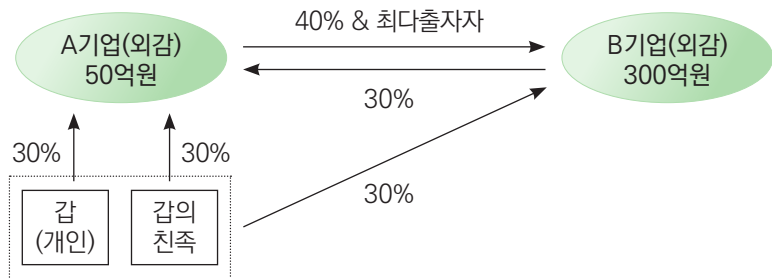 40% & 최다출자자
A기업(외감)
50억원
B기업(외감)
300억원
30%
30%
30%
30%
갑
(개인)
갑의
친족